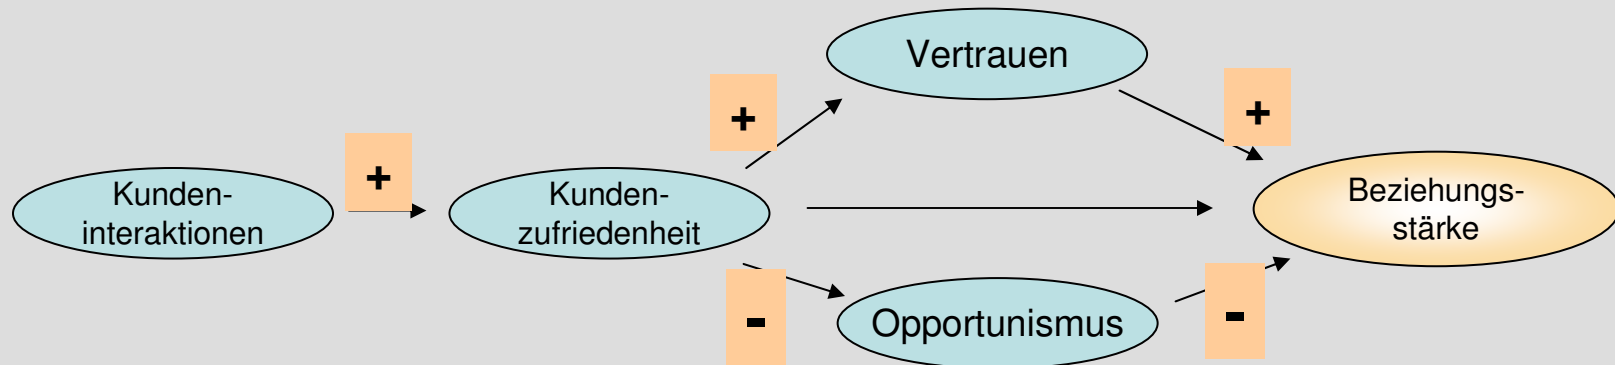 Vertrauen
+
+
+
Kunden-
interaktionen
Kunden-
zufriedenheit
Beziehungs-
stärke
-
Opportunismus
-